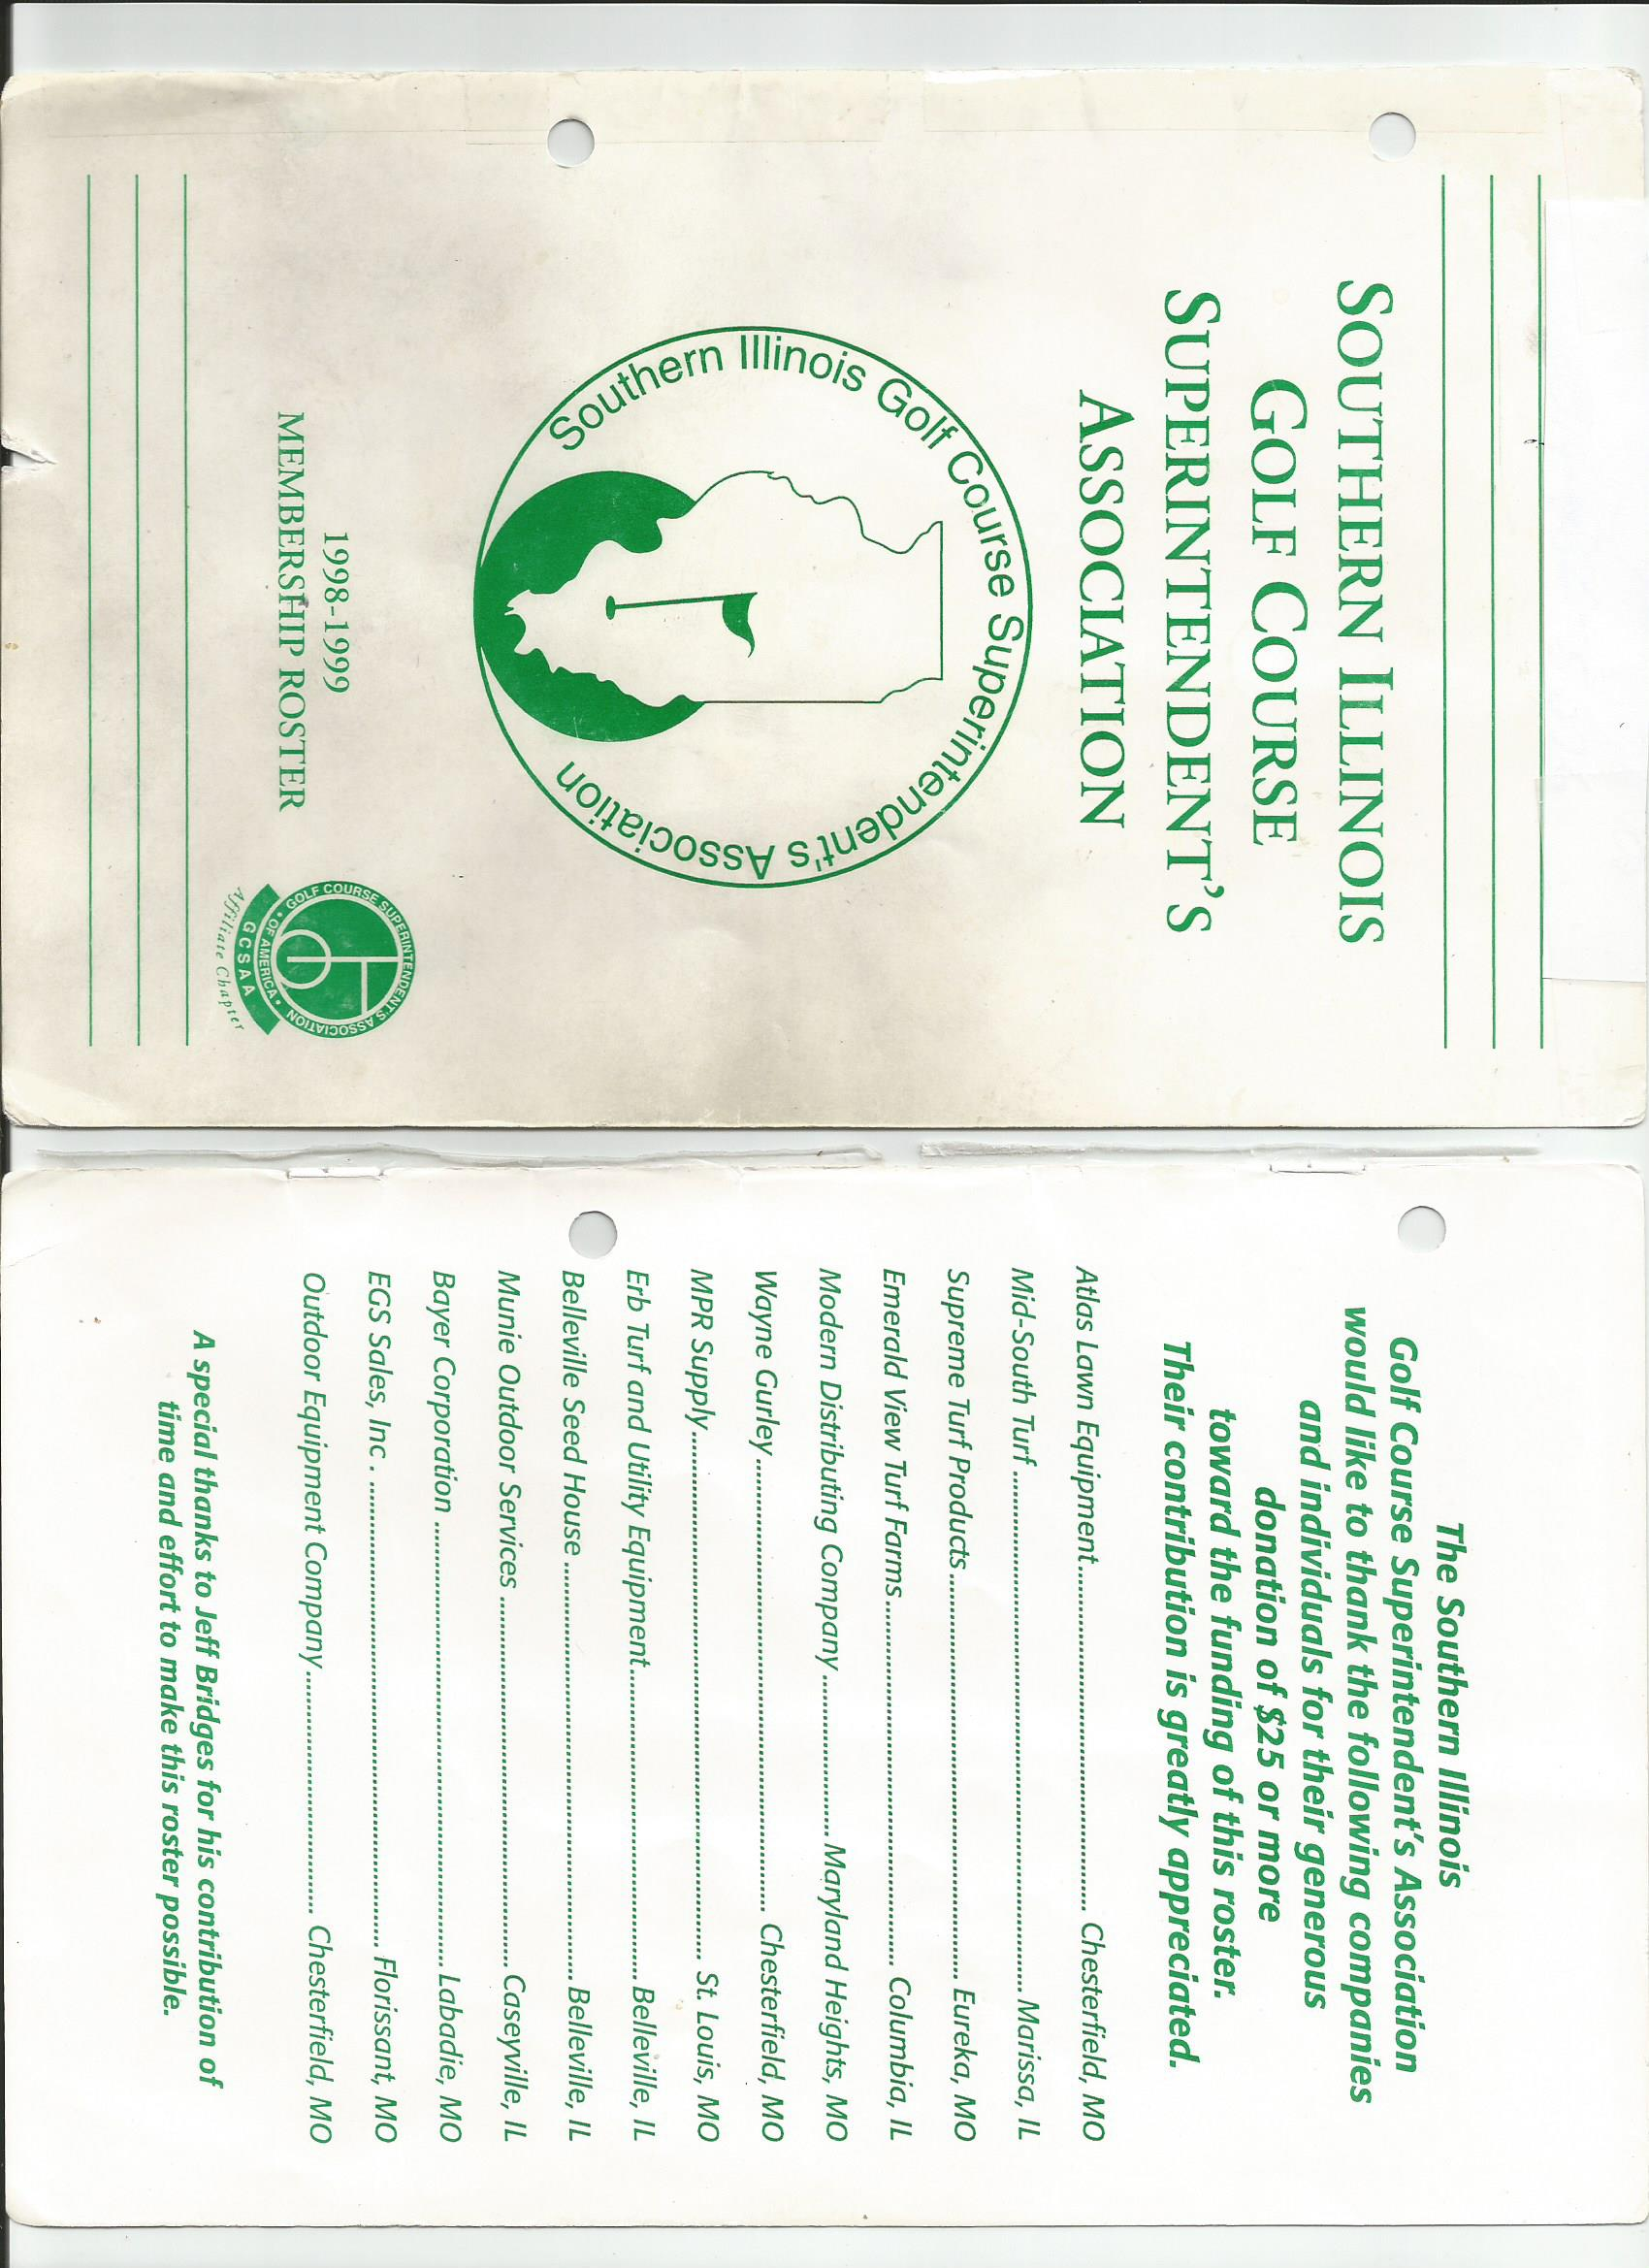 SOUTHERN ILLINOIS
GOLF COURSE
SUPERINTENDENT'S
ASSOCIATION
Southern Illinois Golf Course Superintendent's Association
1998-1999
MEMBERSHIP ROSTER
GOLF COURSE SUPERINTENDENT'S ASSOCIATION
• OF AMERICA •
GCSAA
Affiliate Chapter
The Southern Illinois
Golf Course Superintendent's Association
would like to thank the following companies
and individuals for their generous
donation of $25 or more
toward the funding of this roster.
Their contribution is greatly appreciated.
Atlas Lawn Equipment........................ Chesterfield, MO
Mid-South Turf ........................ Marissa, IL
Supreme Turf Products........................ Eureka, MO
Emerald View Turf Farms........................ Columbia, IL
Modern Distributing Company........................ Maryland Heights, MO
Wayne Gurley........................ Chesterfield, MO
MPR Supply........................ St. Louis, MO
Erb Turf and Utility Equipment........................ Belleville, IL
Belleville Seed House ........................ Belleville, IL
Munie Outdoor Services ........................ Caseyville, IL
Bayer Corporation ........................ Labadie, MO
EGS Sales, Inc. ........................ Florissant, MO
Outdoor Equipment Company........................ Chesterfield, MO
A special thanks to Jeff Bridges for his contribution of
time and effort to make this roster possible.